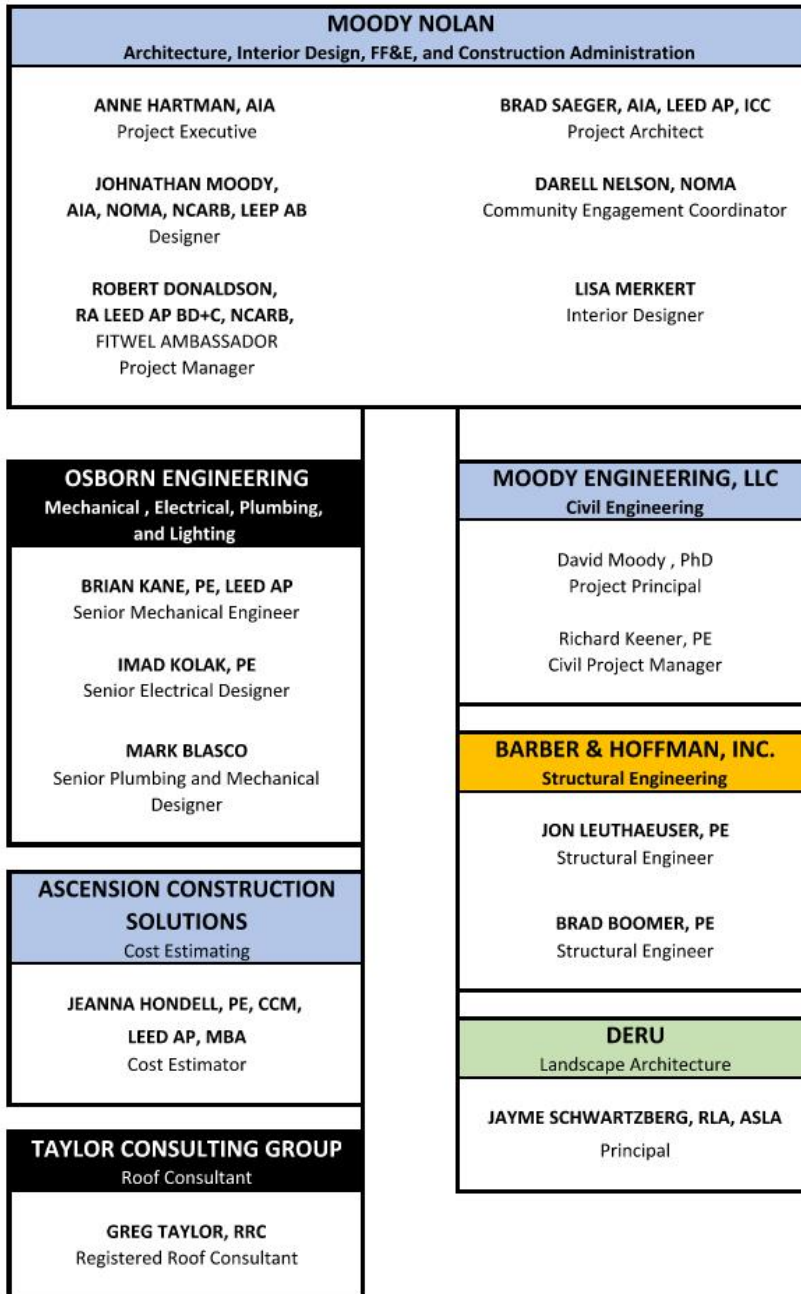 MOODY NOLAN
Architecture, Interior Design, FF&E, and Construction Administration
ANNE HARTMAN, AIA
Project Executive
JOHNATHAN MOODY,
AIA, NOMA, NCARB, LEEP AB
Designer
ROBERT DONALDSON,
RA LEED AP BD+C, NCARB,
FITWEL AMBASSADOR
Project Manager
BRAD SAEGER, AIA, LEED AP, ICC
Project Architect
DARELL NELSON, NOMA
Community Engagement Coordinator
LISA MERKERT
Interior Designer
OSBORN ENGINEERING
Mechanical , Electrical, Plumbing,
and Lighting
BRIAN KANE, PE, LEED AP
Senior Mechanical Engineer
IMAD KOLAK, PE
Senior Electrical Designer
MARK BLASCO
Senior Plumbing and Mechanical
Designer
ASCENSION CONSTRUCTION
SOLUTIONS
Cost Estimating
JEANNA HONDELL, PE, CCM,
LEED AP, MBA
Cost Estimator
TAYLOR CONSULTING GROUP
Roof Consultant
GREG TAYLOR, RRC
Registered Roof Consultant
MOODY ENGINEERING, LLC
Civil Engineering
David Moody , PhD
Project Principal
Richard Keener, PE
Civil Project Manager
BARBER & HOFFMAN, INC.
Structural Engineering
JON LEUTHAEUSER, PE
Structural Engineer
BRAD BOOMER, PE
Structural Engineer
DERU
Landscape Architecture
JAYME SCHWARTZBERG, RLA, ASLA
Principal